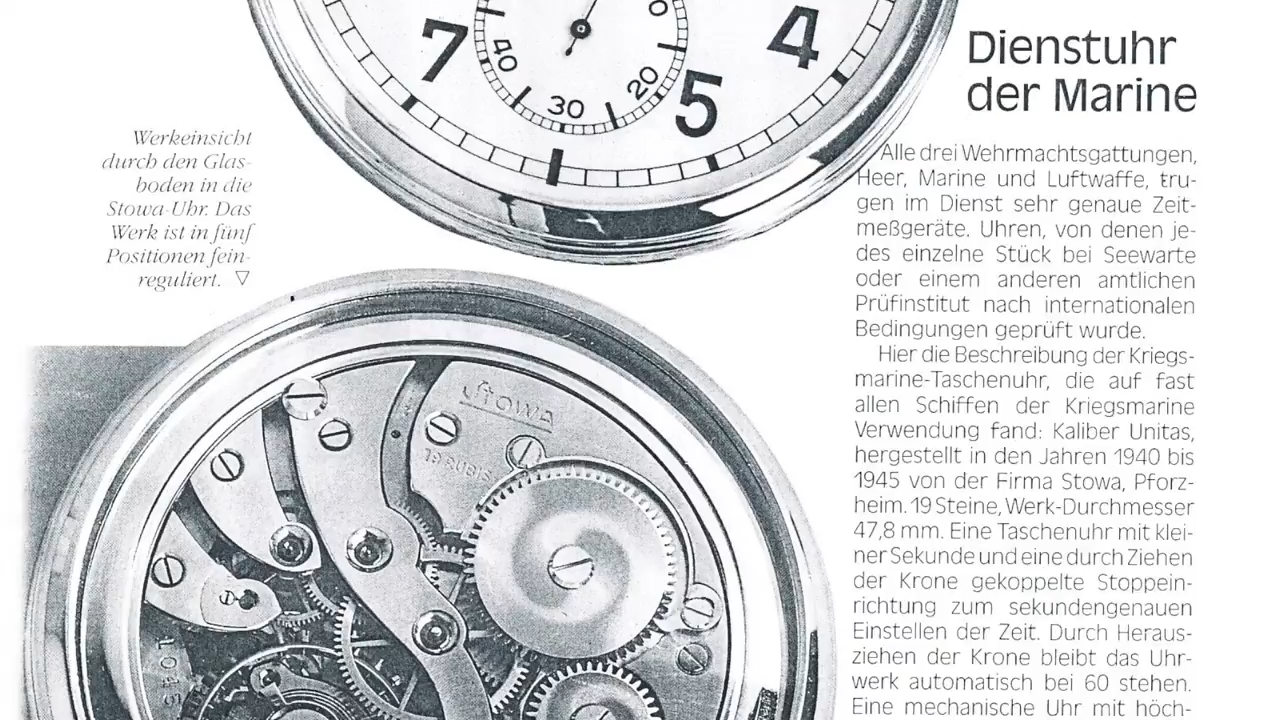 7
4
5
40
30
20
0
Werkeinsicht
durch den Glas-
boden in die
Stowa-Uhr. Das
Werk ist in fünf
Positionen fein-
reguliert. ▽
Stowa
19 RUBIS
Dienstuhr
der Marine
Alle drei Wehrmachtsgattungen,
Heer, Marine und Luftwaffe, tru-
gen im Dienst sehr genaue Zeit-
meßgeräte. Uhren, von denen je-
des einzelne Stück bei Seewarte
oder einem anderen amtlichen
Prüfinstitut nach internationalen
Bedingungen geprüft wurde.
Hier die Beschreibung der Kriegs-
marine-Taschenuhr, die auf fast
allen Schiffen der Kriegsmarine
Verwendung fand: Kaliber Unitas,
hergestellt in den Jahren 1940 bis
1945 von der Firma Stowa, Pforz-
heim. 19 Steine, Werk-Durchmesser
47,8 mm. Eine Taschenuhr mit klei-
ner Sekunde und eine durch Ziehen
der Krone gekoppelte Stoppein-
richtung zum sekundengenauen
Einstellen der Zeit. Durch Heraus-
ziehen der Krone bleibt das Uhr-
werk automatisch bei 60 stehen.
Eine mechanische Uhr mit höch-